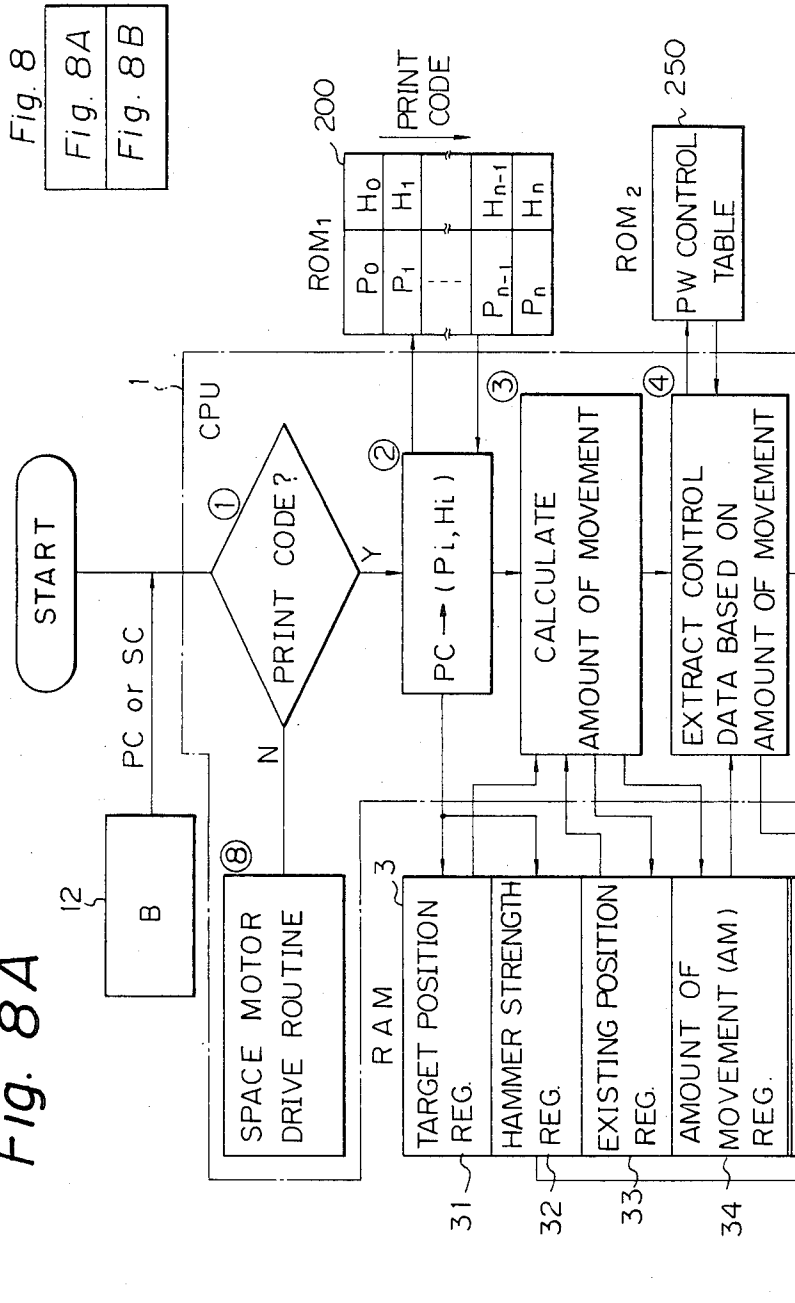 Fig. 8A
Fig. 8
Fig. 8A
Fig. 8B
START
12
B
PC or SC
1
CPU
①
PRINT CODE?
N
Y
⑧
SPACE MOTOR
DRIVE ROUTINE
②
PC → (Pi, Hi)
ROM₁
200
P₀ H₀
P₁ H₁
----
Pₙ₋₁ Hₙ₋₁
Pₙ Hₙ
PRINT
CODE
RAM
3
31
TARGET POSITION
REG.
32
HAMMER STRENGTH
REG.
33
EXISTING POSITION
REG.
34
AMOUNT OF
MOVEMENT (AM)
REG.
③
CALCULATE
AMOUNT OF MOVEMENT
④
EXTRACT CONTROL
DATA BASED ON
AMOUNT OF MOVEMENT
ROM₂
250
PW CONTROL
TABLE